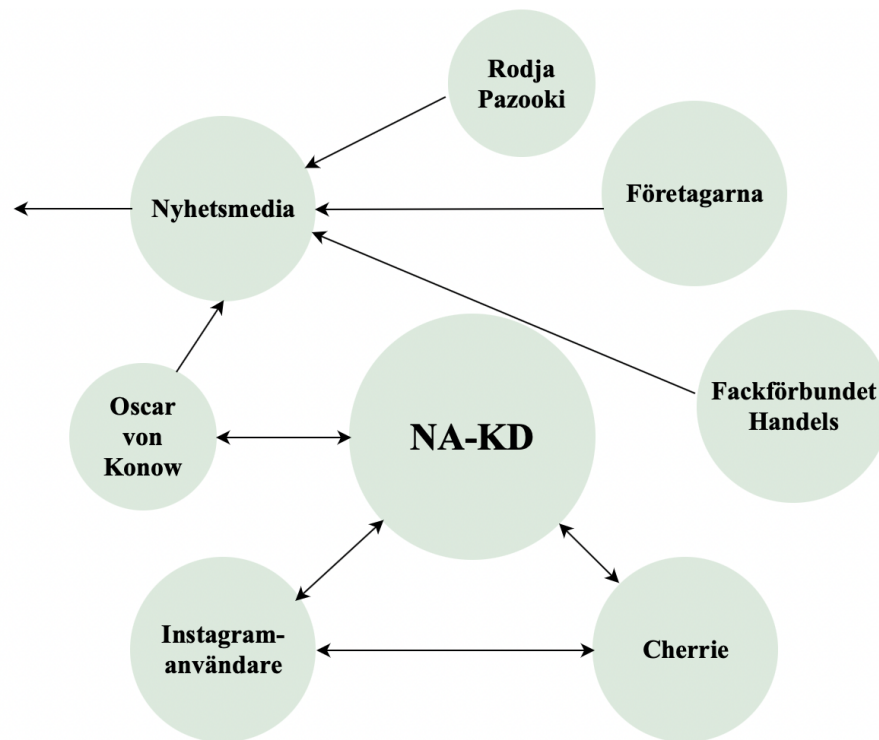 Rodja
Pazooki
Nyhetsmedia
Företagarna
Fackförbundet
Handels
Oscar
von
Konow
NA-KD
Instagram-
användare
Cherrie